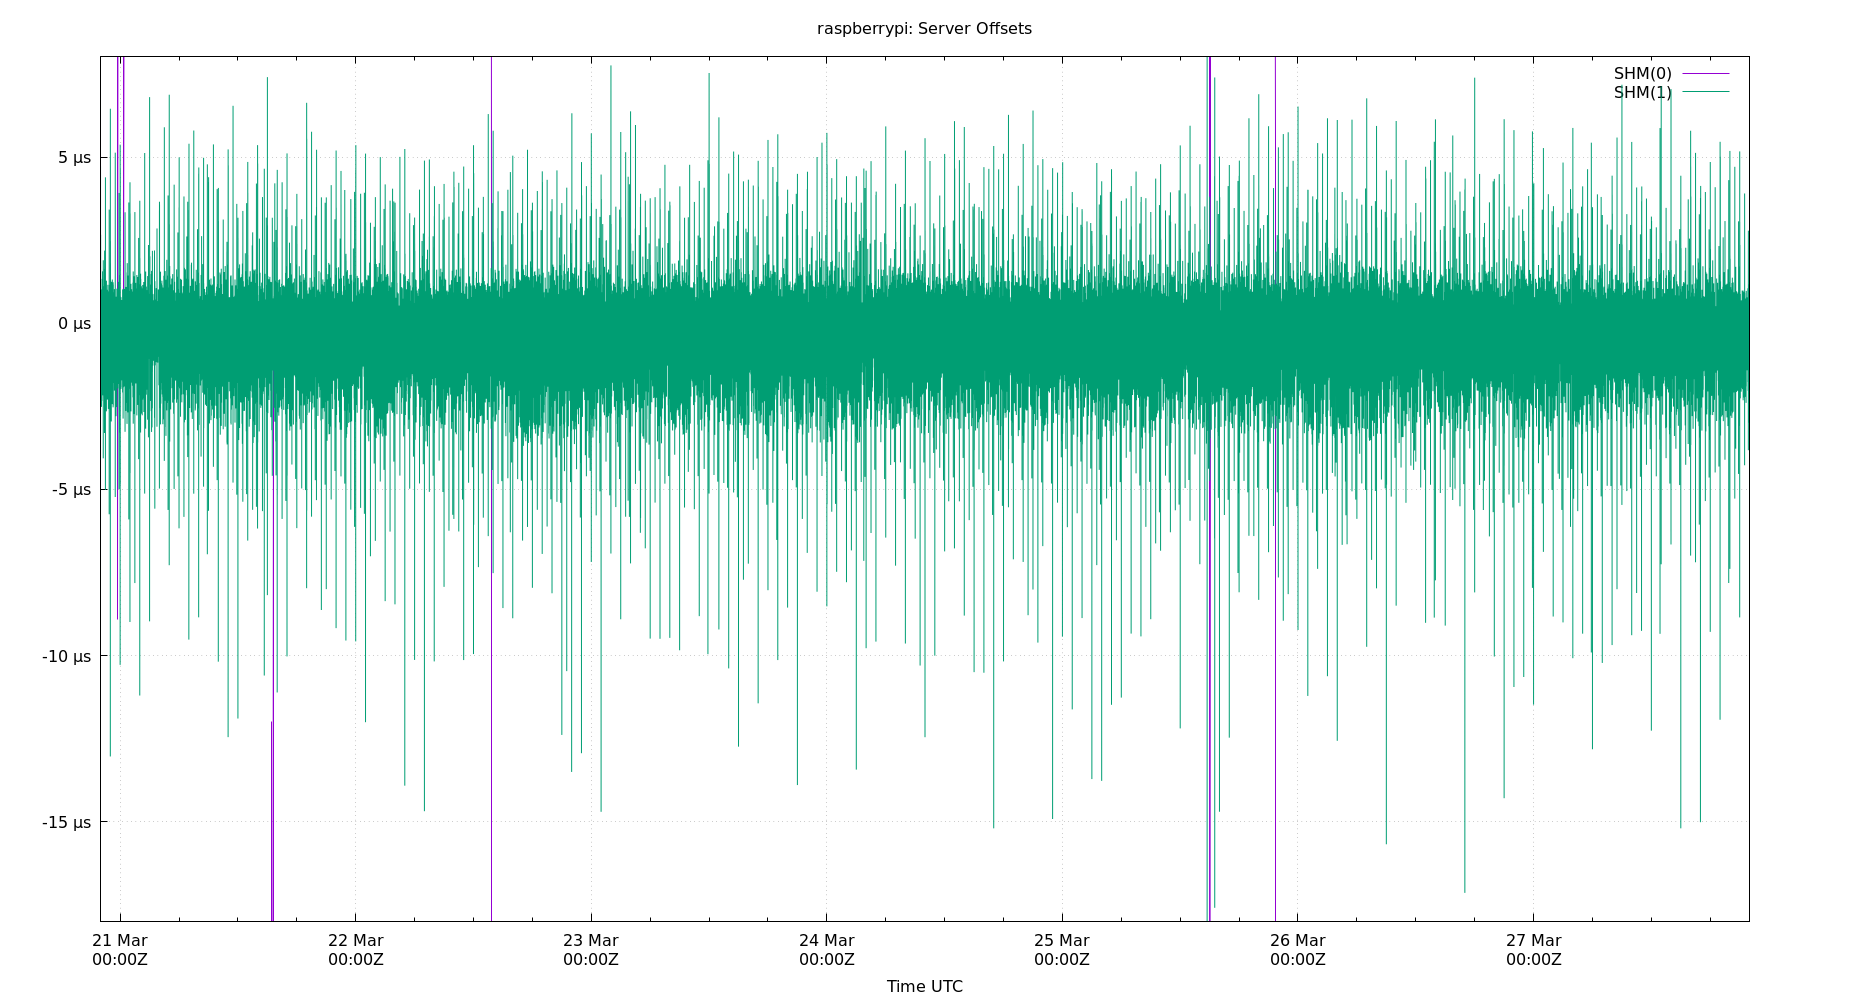 raspberrypi: Server Offsets
SHM(0)
SHM(1)
5 µs
0 µs
-5 µs
-10 µs
-15 µs
21 Mar 22 Mar 23 Mar 24 Mar 25 Mar 26 Mar 27 Mar
00:00Z 00:00Z 00:00Z 00:00Z 00:00Z 00:00Z 00:00Z
Time UTC